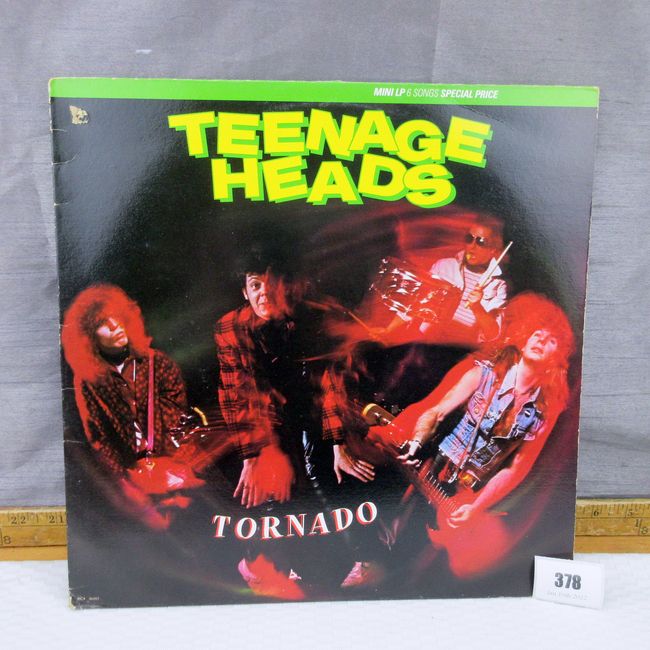 MINI LP 6 SONGS SPECIAL PRICE
TEENAGE
HEADS
TORNADO
378